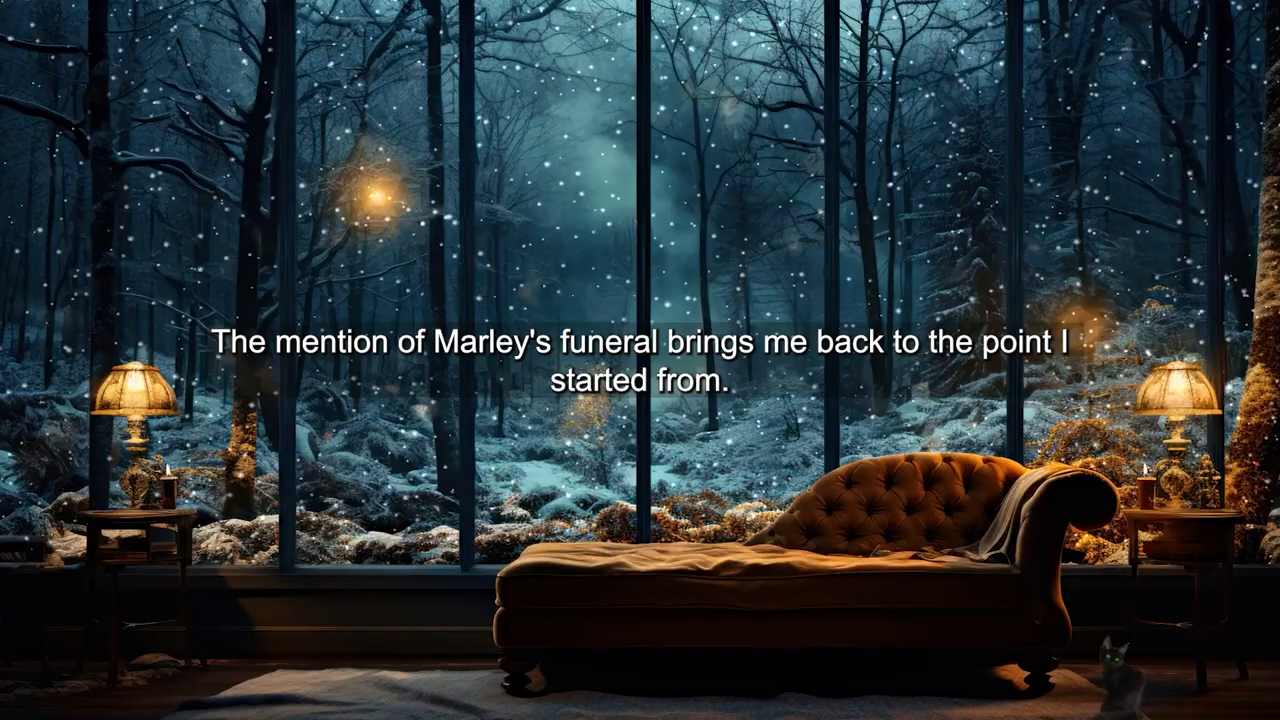 The mention of Marley's funeral brings me back to the point I
started from.